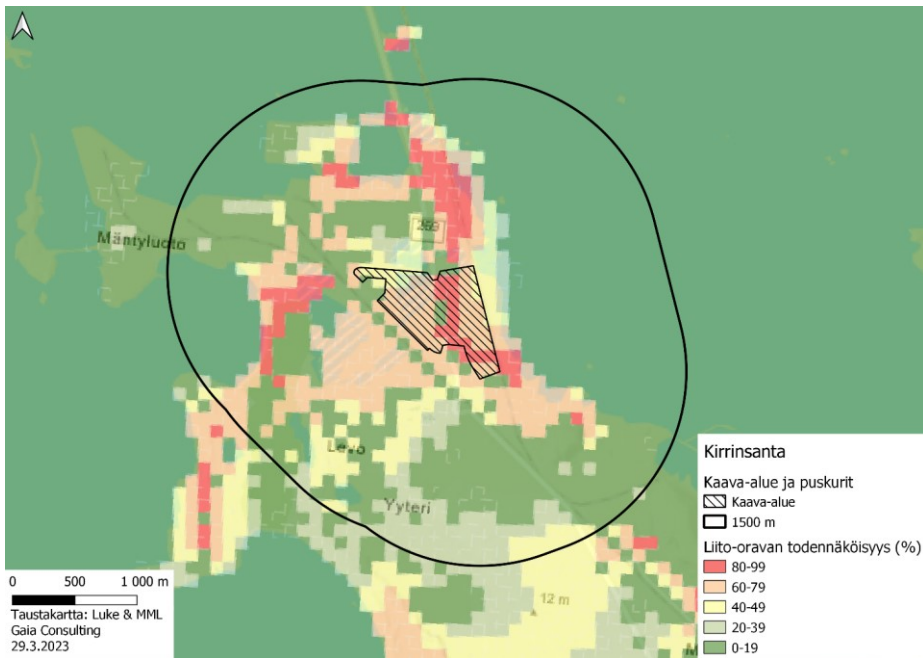 Mäntyluoto
269
Levo
Yyteri
12 m
Kirrinsanta
Kaava-alue ja puskurit
Kaava-alue
1500 m
Liito-oravan todennäköisyys (%)
80-99
60-79
40-49
20-39
0-19
0 500 1 000 m
Taustakartta: Luke & MML
Gaia Consulting
29.3.2023